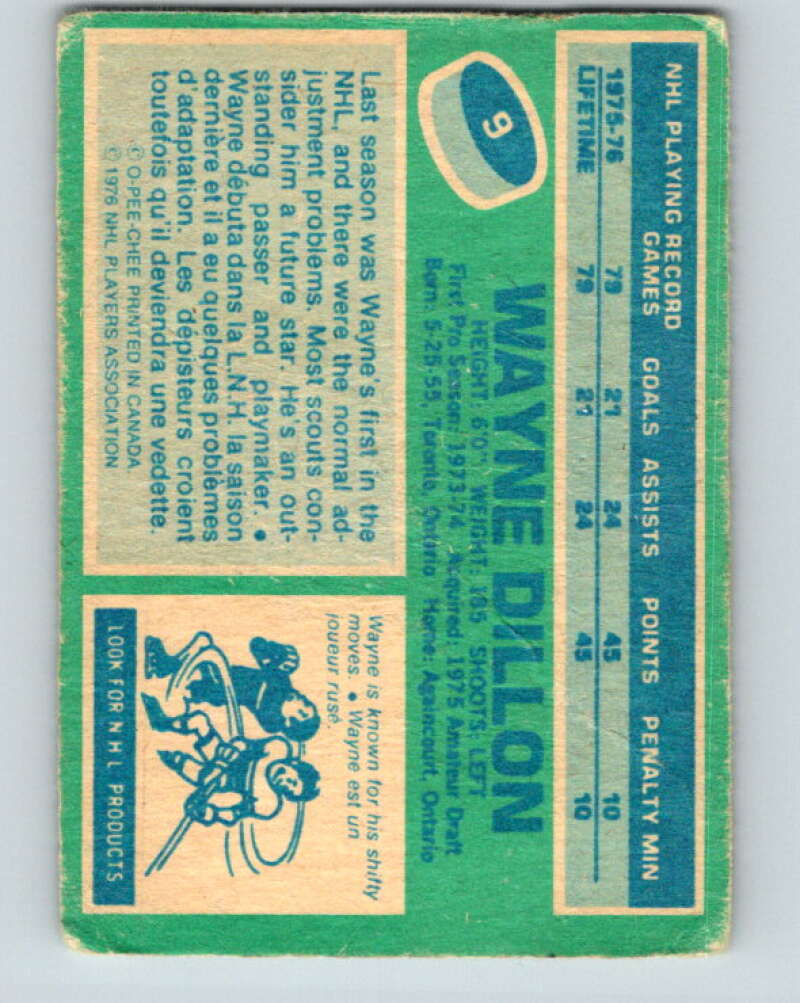 9
NHL PLAYING RECORD
GAMES GOALS ASSISTS POINTS PENALTY MIN
1975-76 79 21 24 45 10
LIFETIME 79 21 24 45 10
WAYNE DILLON
HEIGHT: 6'0" WEIGHT: 185 SHOOTS: LEFT
First Pro Season: 1973-74 Acquired: 1975 Amateur Draft
Born: 5-25-55, Toronto, Ontario Home: Againcourt, Ontario
Last season was Wayne's first in the
NHL, and there were the normal ad-
justment problems. Most scouts con-
sider him a future star. He's an out-
standing passer and playmaker. •
Wayne débuta dans la L.N.H. la saison
dernière et il a eu quelques problèmes
d'adaptation. Les dépisteurs croient
toutefois qu'il deviendra une vedette.
© O-PEE-CHEE PRINTED IN CANADA
© 1976 NHL PLAYERS ASSOCIATION
Wayne is known for his shifty
moves. • Wayne est un
joueur rusé.
LOOK FOR NHL PRODUCTS